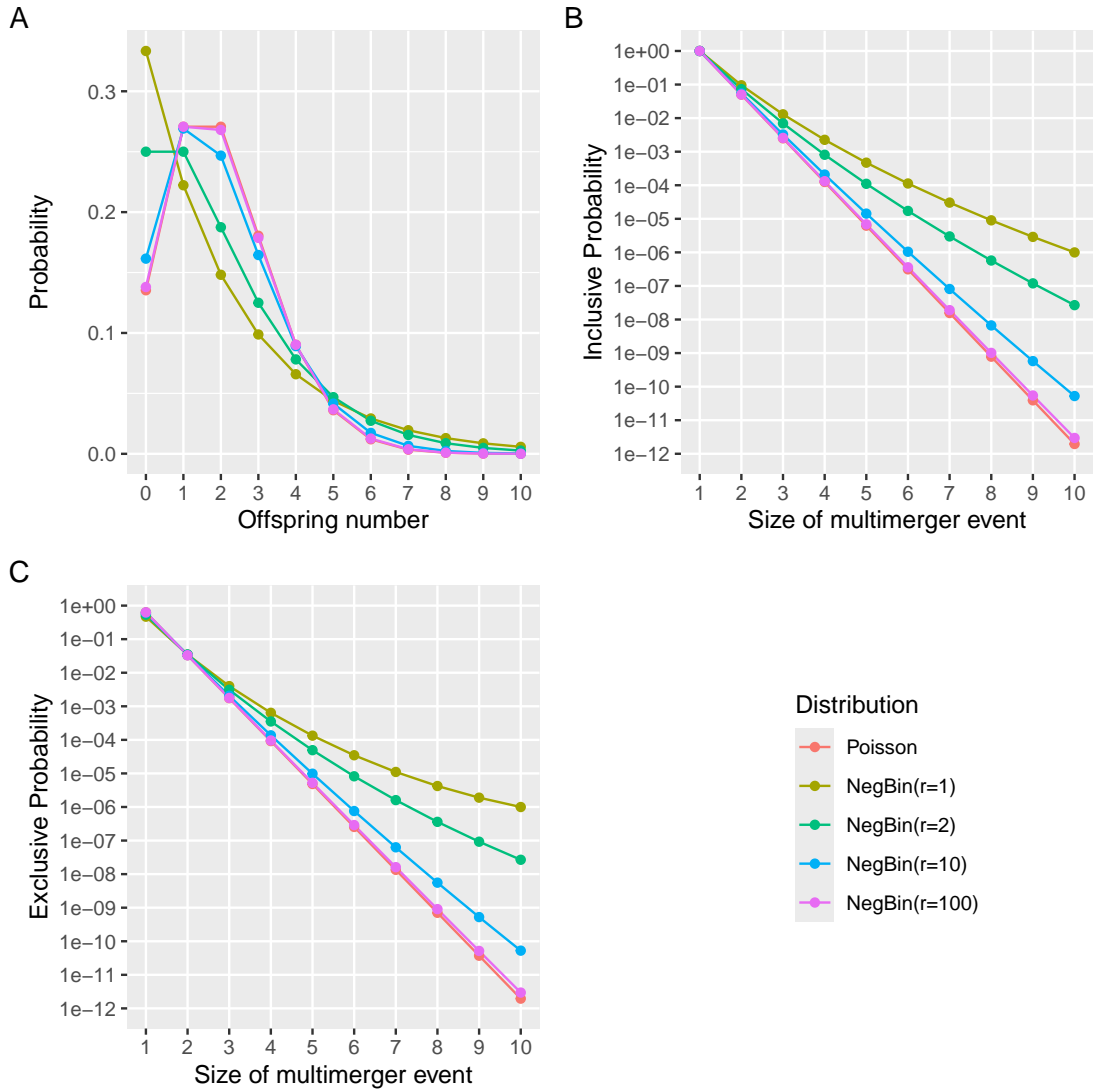 A
Probability
0.3
0.2
0.1
0.0
0 1 2 3 4 5 6 7 8 9 10
Offspring number
B
Inclusive Probability
1e+00
1e−01
1e−02
1e−03
1e−04
1e−05
1e−06
1e−07
1e−08
1e−09
1e−10
1e−11
1e−12
1 2 3 4 5 6 7 8 9 10
Size of multimerger event
C
Exclusive Probability
1e+00
1e−01
1e−02
1e−03
1e−04
1e−05
1e−06
1e−07
1e−08
1e−09
1e−10
1e−11
1e−12
1 2 3 4 5 6 7 8 9 10
Size of multimerger event
Distribution
Poisson
NegBin(r=1)
NegBin(r=2)
NegBin(r=10)
NegBin(r=100)